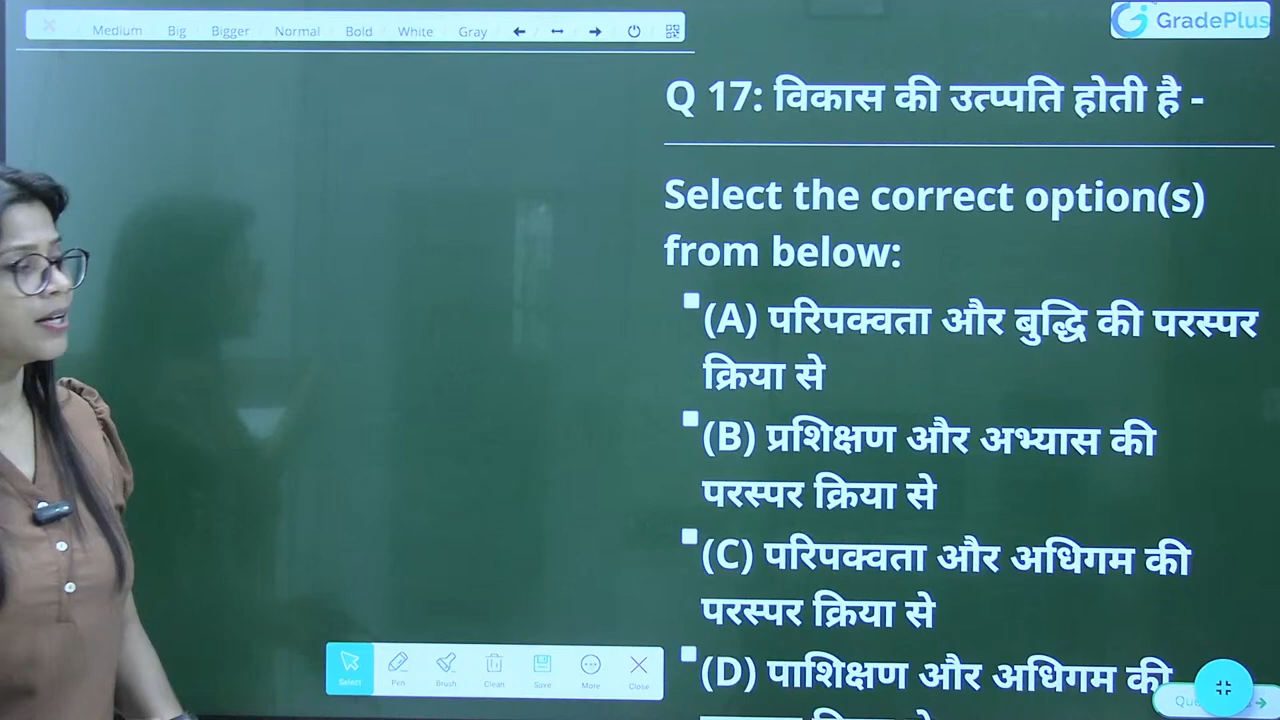 Medium Big Bigger Normal Bold White Gray
GradePlus
Q 17: विकास की उत्प्पति होती है -
Select the correct option(s)
from below:
(A) परिपक्वता और बुद्धि की परस्पर
क्रिया से
(B) प्रशिक्षण और अभ्यास की
परस्पर क्रिया से
(C) परिपक्वता और अधिगम की
परस्पर क्रिया से
(D) पाशिक्षण और अधिगम की
Select Pen Brush Clean Save More Close